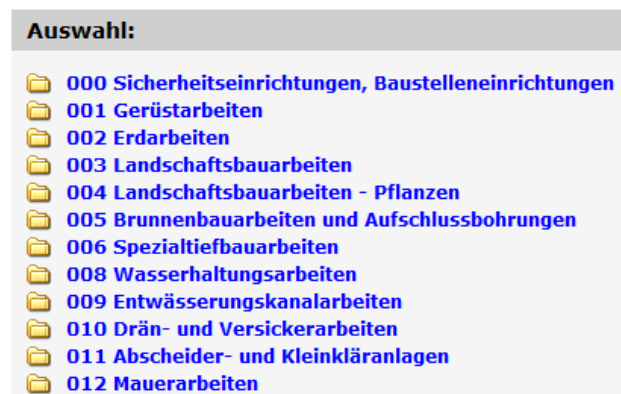 Auswahl:
000 Sicherheitseinrichtungen, Baustelleneinrichtungen
001 Gerüstarbeiten
002 Erdarbeiten
003 Landschaftsbauarbeiten
004 Landschaftsbauarbeiten - Pflanzen
005 Brunnenbauarbeiten und Aufschlussbohrungen
006 Spezialtiefbauarbeiten
008 Wasserhaltungsarbeiten
009 Entwässerungskanalarbeiten
010 Drän- und Versickerarbeiten
011 Abscheider- und Kleinkläranlagen
012 Mauerarbeiten